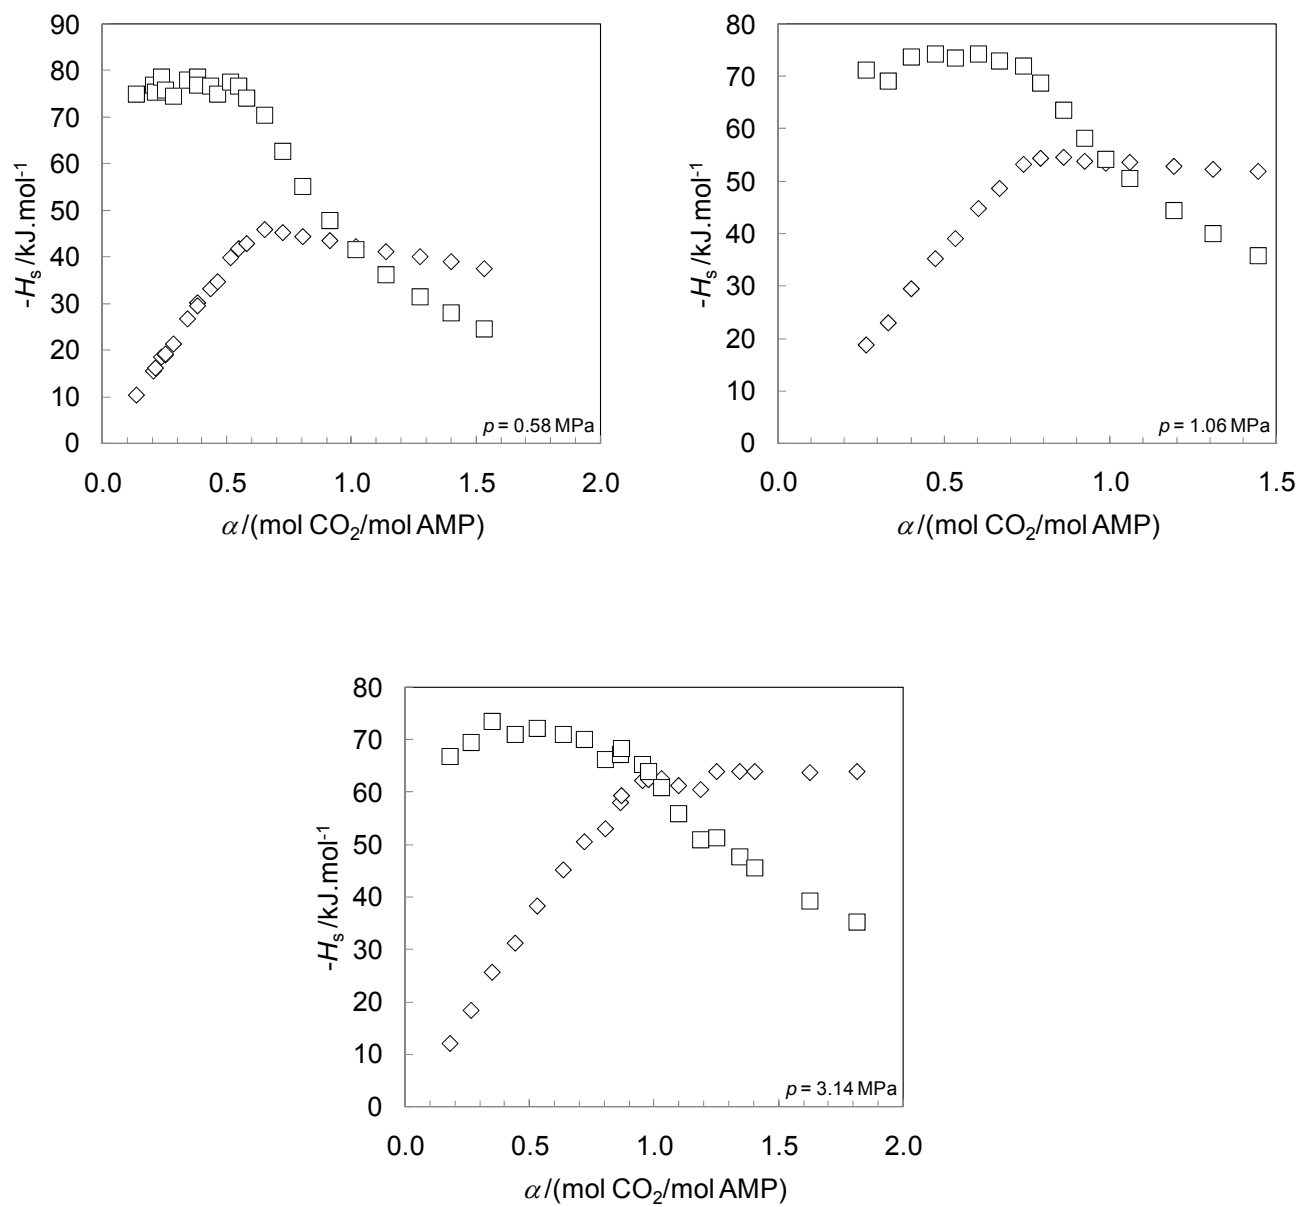 90
80
70
60
50
40
30
20
10
0
-Hs /kJ.mol-1
p = 0.58 MPa
0.0 0.5 1.0 1.5 2.0
α /(mol CO2/mol AMP)
80
70
60
50
40
30
20
10
0
-Hs /kJ.mol-1
p = 1.06 MPa
0.0 0.5 1.0 1.5
α /(mol CO2/mol AMP)
80
70
60
50
40
30
20
10
0
-Hs /kJ.mol-1
p = 3.14 MPa
0.0 0.5 1.0 1.5 2.0
α /(mol CO2/mol AMP)